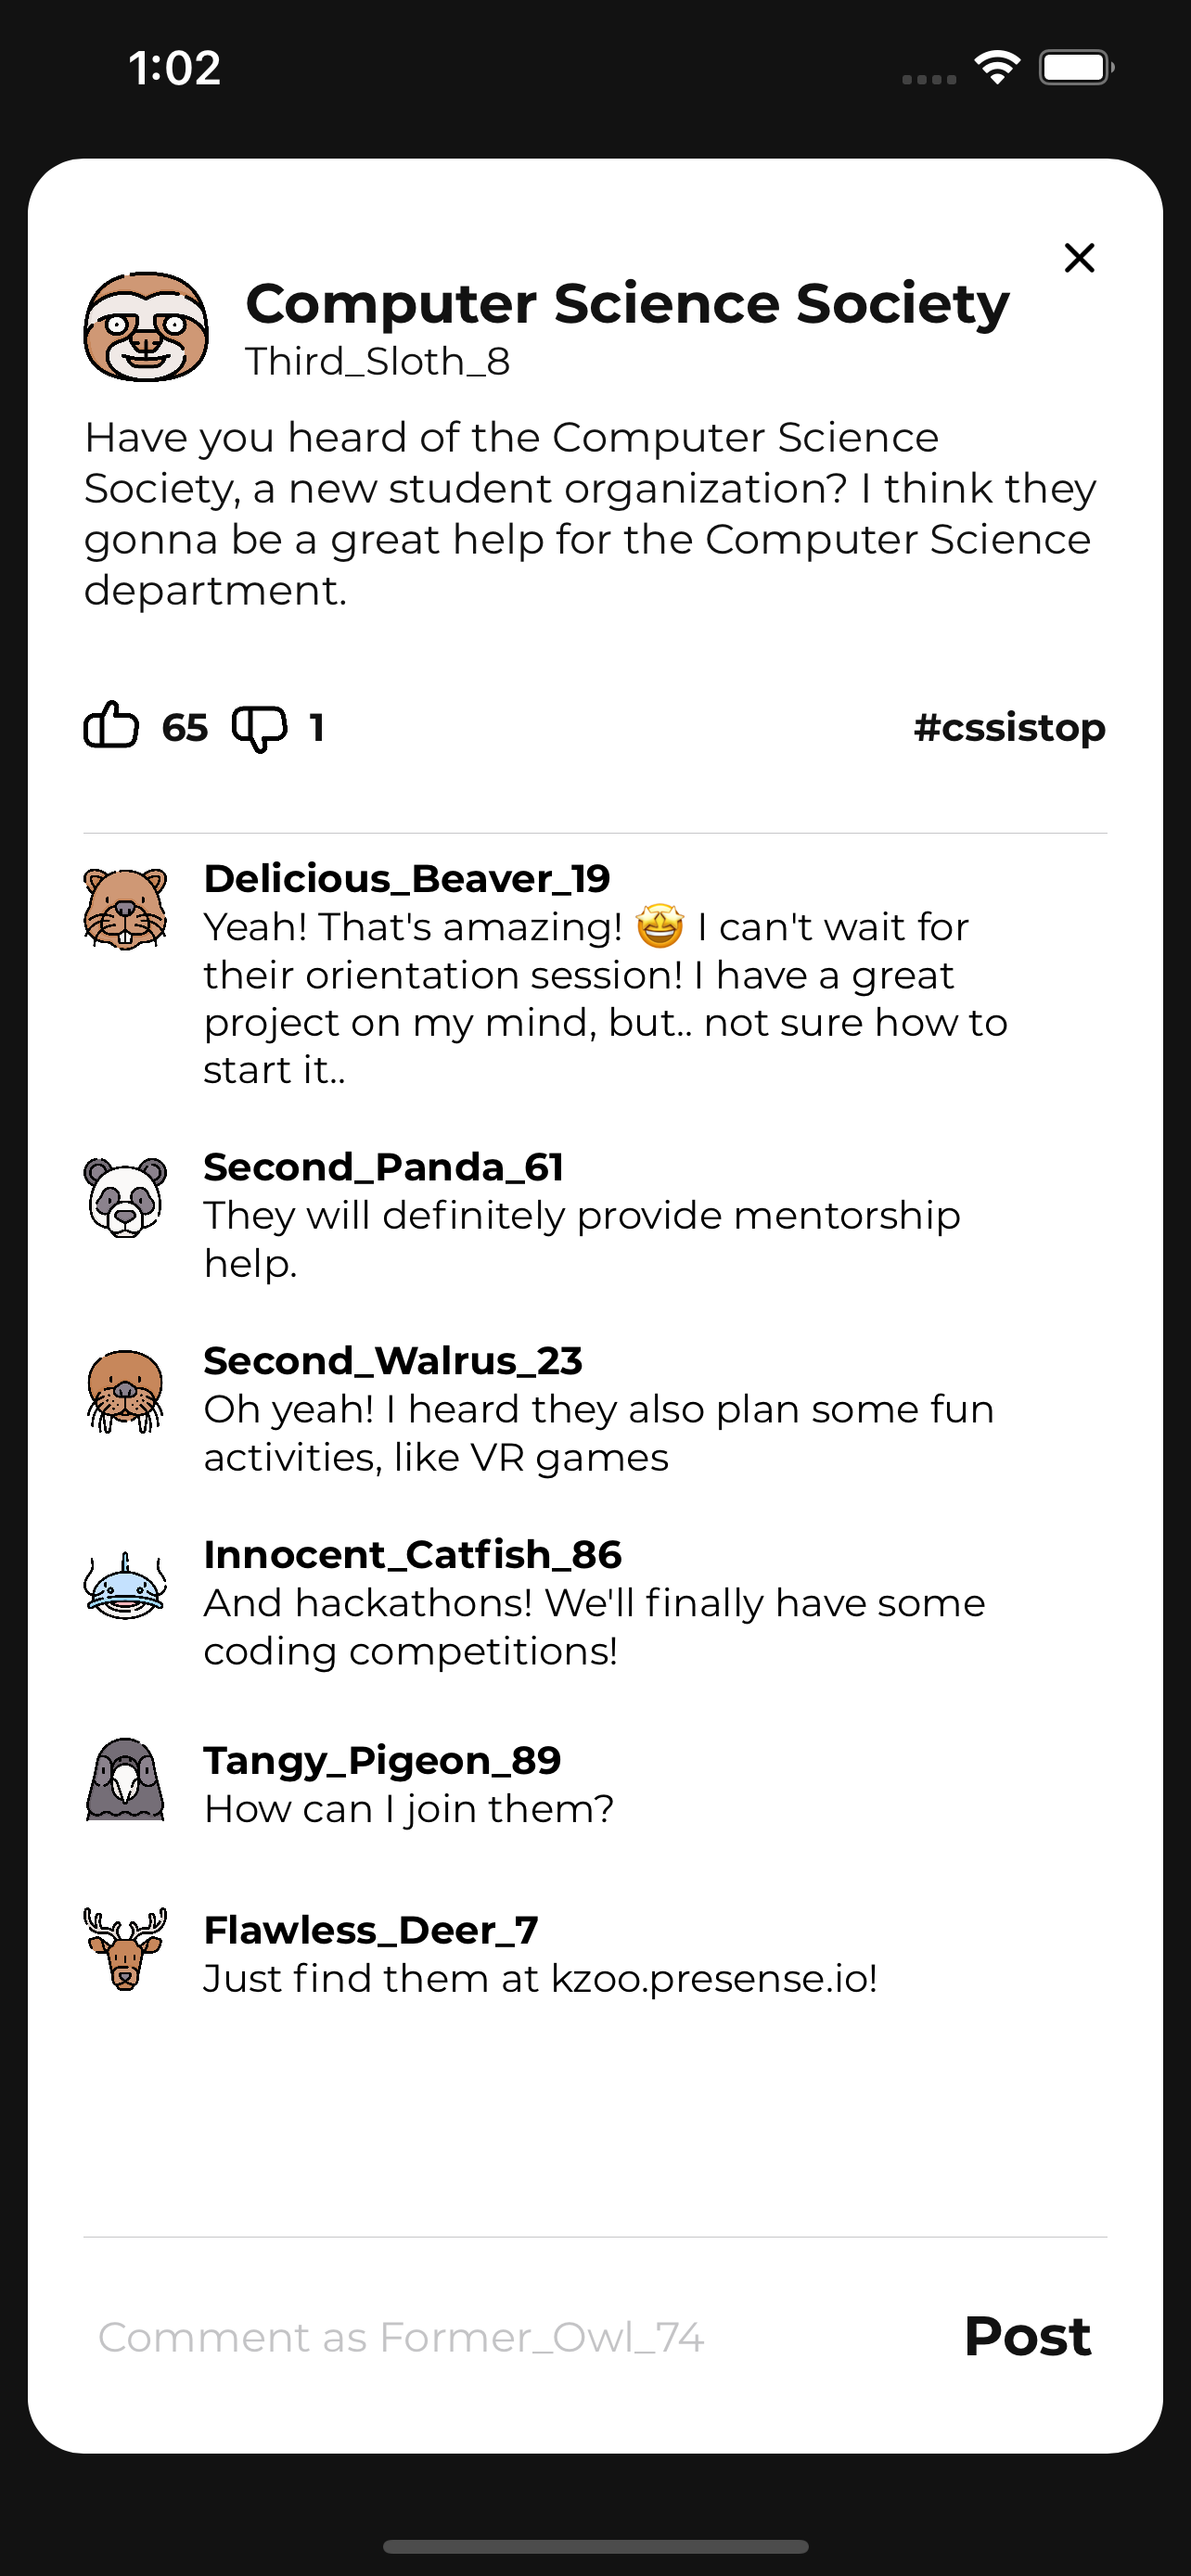 1:02
Computer Science Society
Third_Sloth_8
Have you heard of the Computer Science
Society, a new student organization? I think they
gonna be a great help for the Computer Science
department.
65 1 #cssistop
Delicious_Beaver_19
Yeah! That's amazing! 🤩 I can't wait for
their orientation session! I have a great
project on my mind, but.. not sure how to
start it..
Second_Panda_61
They will definitely provide mentorship
help.
Second_Walrus_23
Oh yeah! I heard they also plan some fun
activities, like VR games
Innocent_Catfish_86
And hackathons! We'll finally have some
coding competitions!
Tangy_Pigeon_89
How can I join them?
Flawless_Deer_7
Just find them at kzoo.presense.io!
Comment as Former_Owl_74 Post